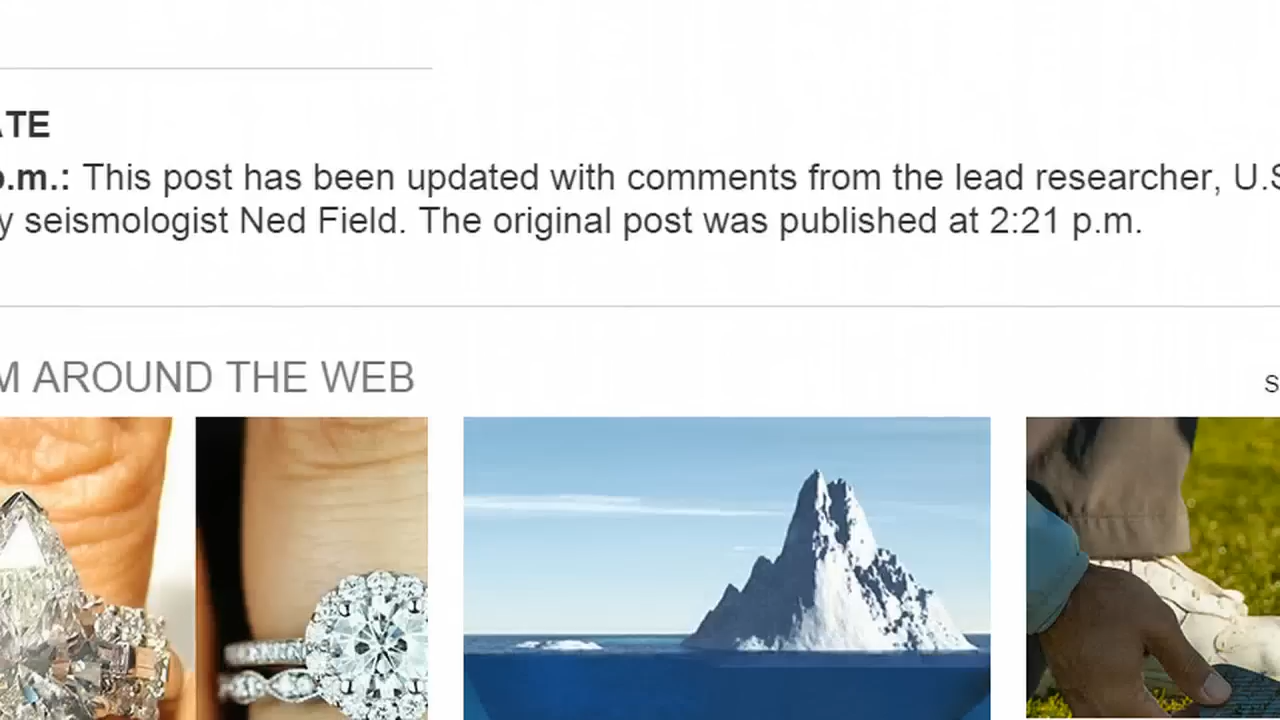 ATE
p.m.: This post has been updated with comments from the lead researcher, U.S
y seismologist Ned Field. The original post was published at 2:21 p.m.
M AROUND THE WEB
S